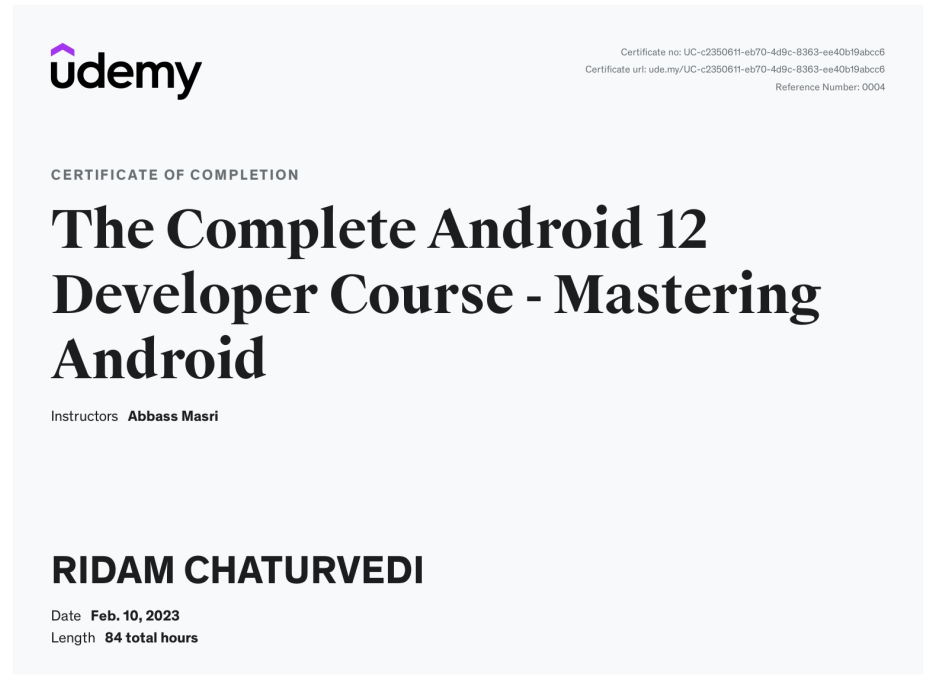 udemy
Certificate no: UC-c2350611-eb70-4d9c-8363-ee40b19abcc6
Certificate url: ude.my/UC-c2350611-eb70-4d9c-8363-ee40b19abcc6
Reference Number: 0004
CERTIFICATE OF COMPLETION
The Complete Android 12
Developer Course - Mastering
Android
Instructors Abbass Masri
RIDAM CHATURVEDI
Date Feb. 10, 2023
Length 84 total hours